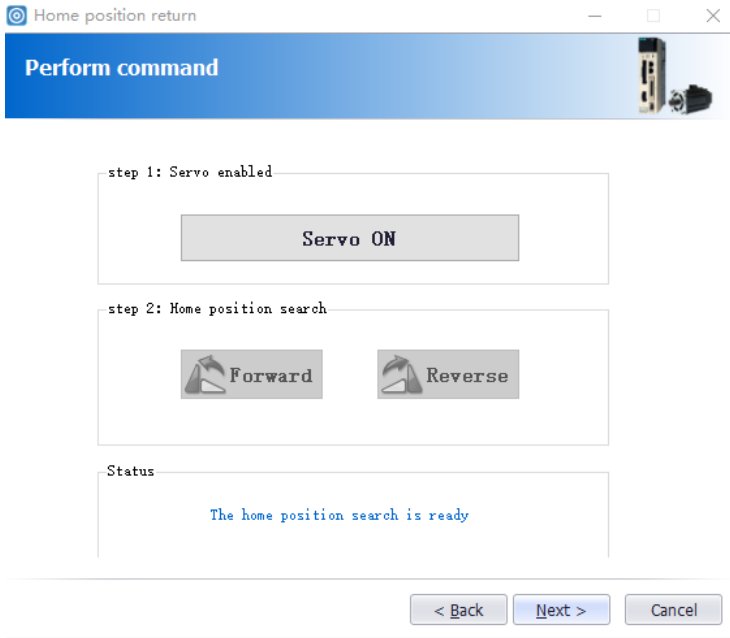 Home position return
Perform command
step 1: Servo enabled
Servo ON
step 2: Home position search
Forward
Reverse
Status
The home position search is ready
< Back
Next >
Cancel